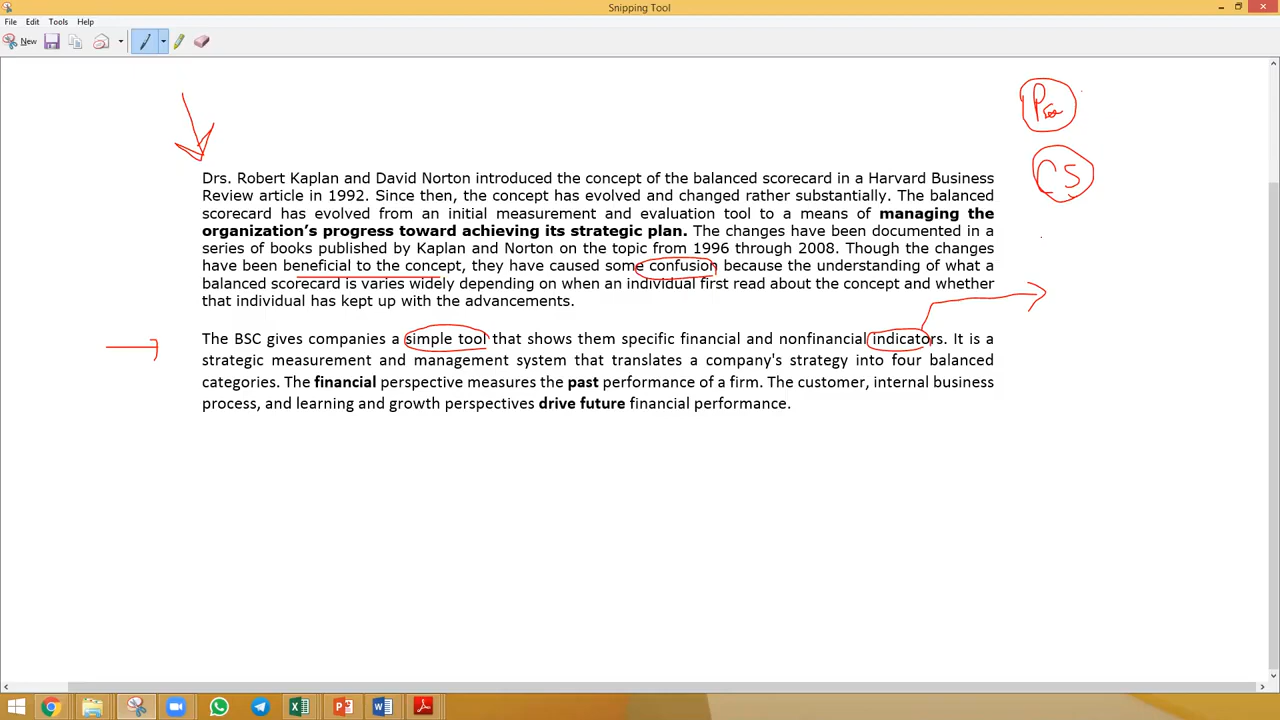 Snipping Tool
File Edit Tools Help
New
CS
Drs. Robert Kaplan and David Norton introduced the concept of the balanced scorecard in a Harvard Business
Review article in 1992. Since then, the concept has evolved and changed rather substantially. The balanced
scorecard has evolved from an initial measurement and evaluation tool to a means of managing the
organization's progress toward achieving its strategic plan. The changes have been documented in a
series of books published by Kaplan and Norton on the topic from 1996 through 2008. Though the changes
have been beneficial to the concept, they have caused some confusion because the understanding of what a
balanced scorecard is varies widely depending on when an individual first read about the concept and whether
that individual has kept up with the advancements.
The BSC gives companies a simple tool that shows them specific financial and nonfinancial indicators. It is a
strategic measurement and management system that translates a company's strategy into four balanced
categories. The financial perspective measures the past performance of a firm. The customer, internal business
process, and learning and growth perspectives drive future financial performance.